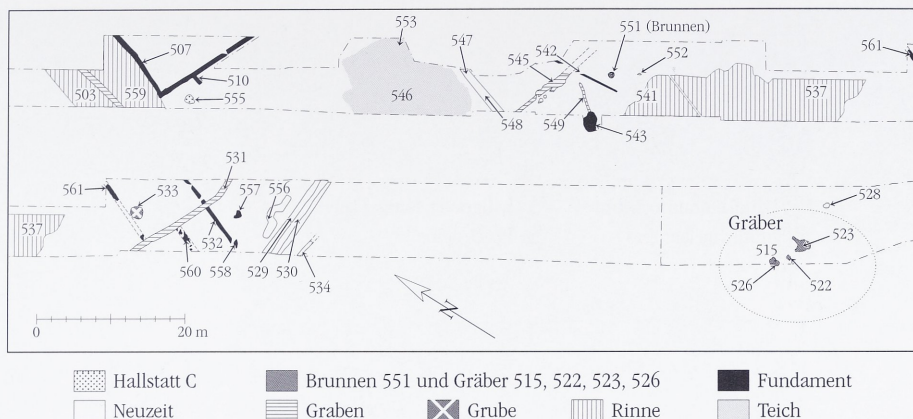 553
547
551 (Brunnen)
507
542
552
561
545
510
503
559
555
546
541
537
548
549
543
531
561
533
557
556
528
537
Gräber
532
523
515
560
558
529
530
534
526
522
N
0
20 m
Hallstatt C
Brunnen 551 und Gräber 515, 522, 523, 526
Fundament
Neuzeit
Graben
Grube
Rinne
Teich